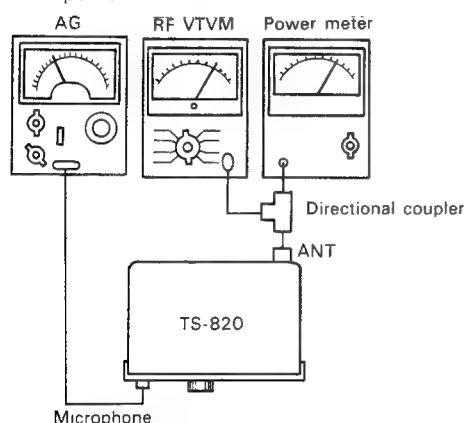 AG RF VTVM Power meter
Directional coupler
ANT
TS-820
Microphone